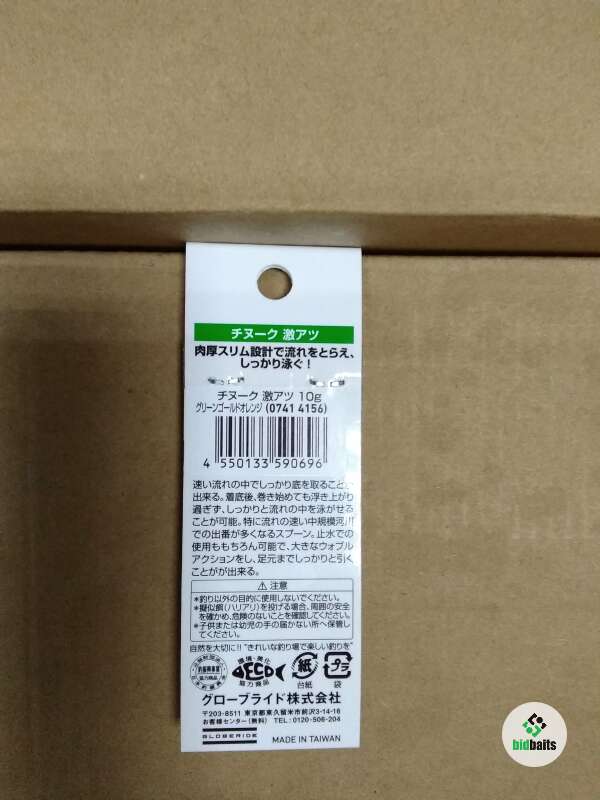 チヌーク 激アツ
肉厚スリム設計で流れをとらえ、
しっかり泳ぐ！
チヌーク 激アツ 10g
グリーンゴールドオレンジ (0741 4156)
4 550133 590696
速い流れの中でしっかり底を取ること
出来る。着底後、巻き始めても浮き上がり
過ぎず、しっかりと流れの中を泳がせる
ことが可能。特に流れの速い中規模河川
での出番が多くなるスプーン。止水での
使用ももちろん可能で、大きなウォブル
アクションをし、足元までしっかりと引く
ことが出来る。
⚠ 注意
*釣り以外の目的に使用しないでください。
*擬似餌(ハリアリ)を投げる場合、周囲の安全
を確かめ、危険のないことを確認してください。
*子供または幼児の手の届かない所へ保管し
てください。
自然を大切に!! "きれいな釣り場で楽しい釣りを"
環境・美化
ECO
協力商品
紙
台紙
プラ
袋
グローブライド株式会社
〒203-8511 東京都東久留米市前沢3-14-16
お客様センター(無料) TEL:0120-506-204
GLOBERIDE MADE IN TAIWAN
bidbaits